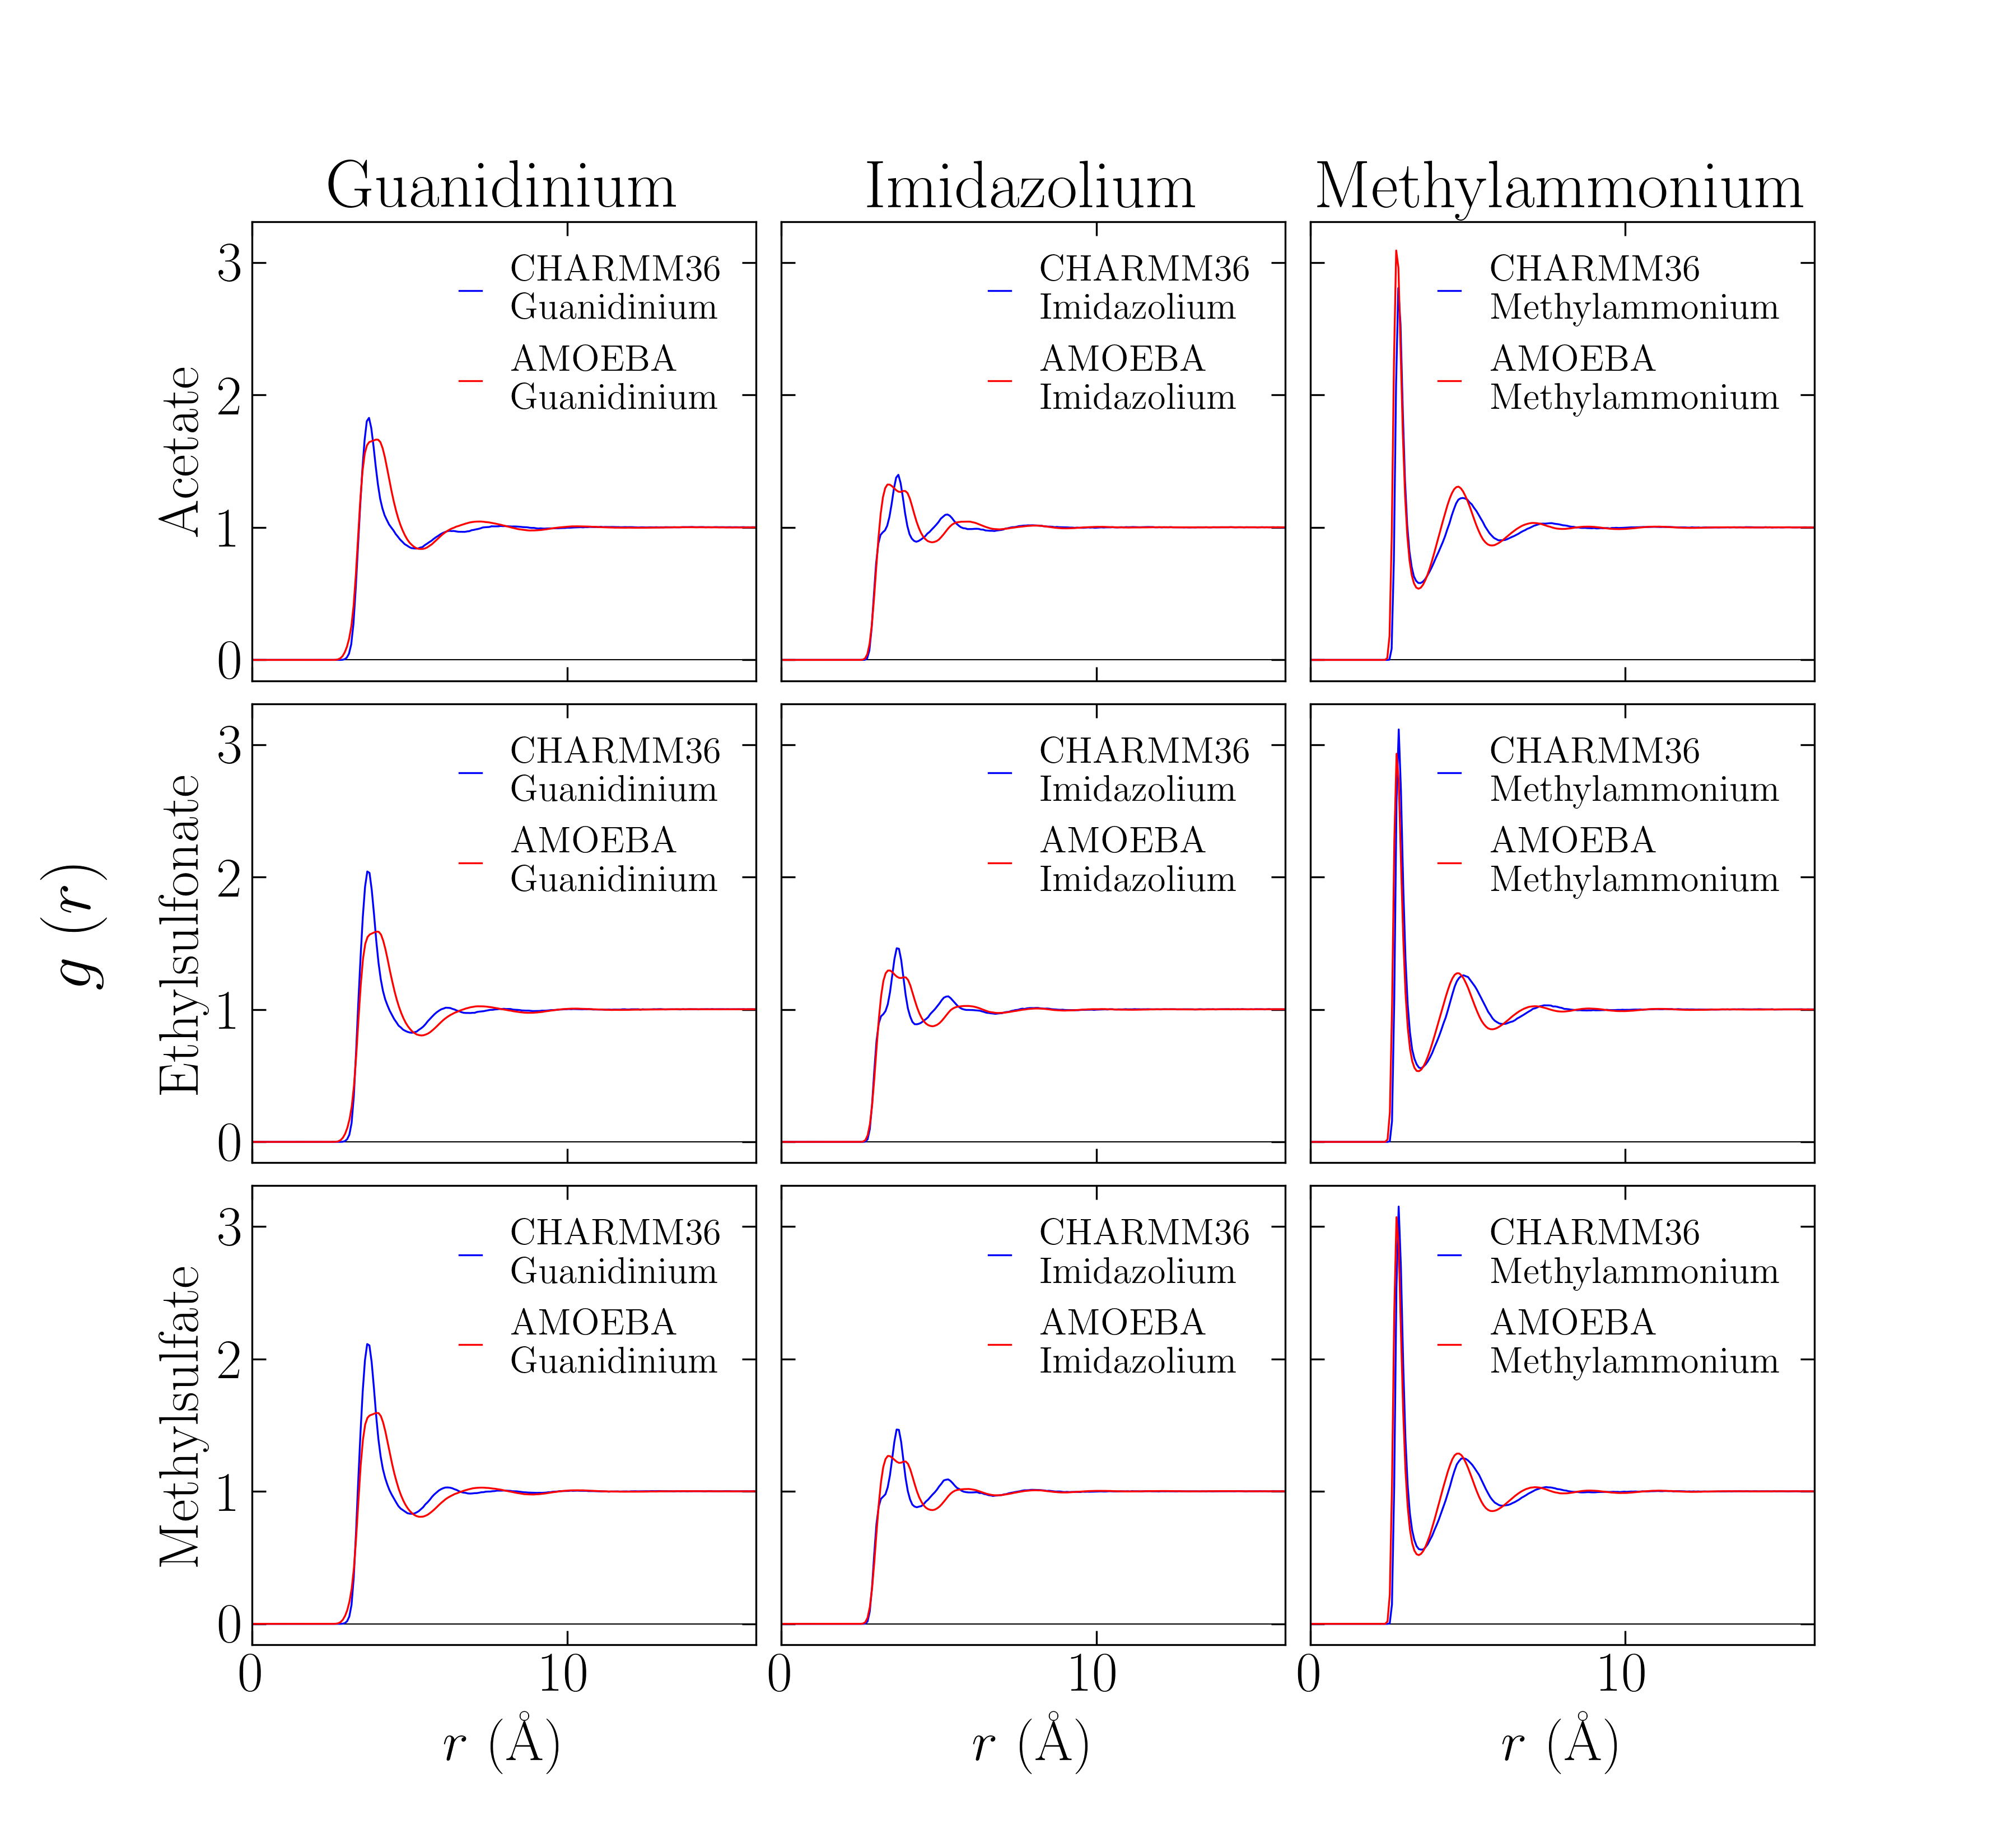 Guanidinium
Imidazolium
Methylammonium
g (r)
Acetate
3
2
1
0
CHARMM36
Guanidinium
AMOEBA
Guanidinium
CHARMM36
Imidazolium
AMOEBA
Imidazolium
CHARMM36
Methylammonium
AMOEBA
Methylammonium
Ethylsulfonate
3
2
1
0
CHARMM36
Guanidinium
AMOEBA
Guanidinium
CHARMM36
Imidazolium
AMOEBA
Imidazolium
CHARMM36
Methylammonium
AMOEBA
Methylammonium
Methylsulfate
3
2
1
0
CHARMM36
Guanidinium
AMOEBA
Guanidinium
CHARMM36
Imidazolium
AMOEBA
Imidazolium
CHARMM36
Methylammonium
AMOEBA
Methylammonium
0 10
0 10
0 10
r (Å)
r (Å)
r (Å)